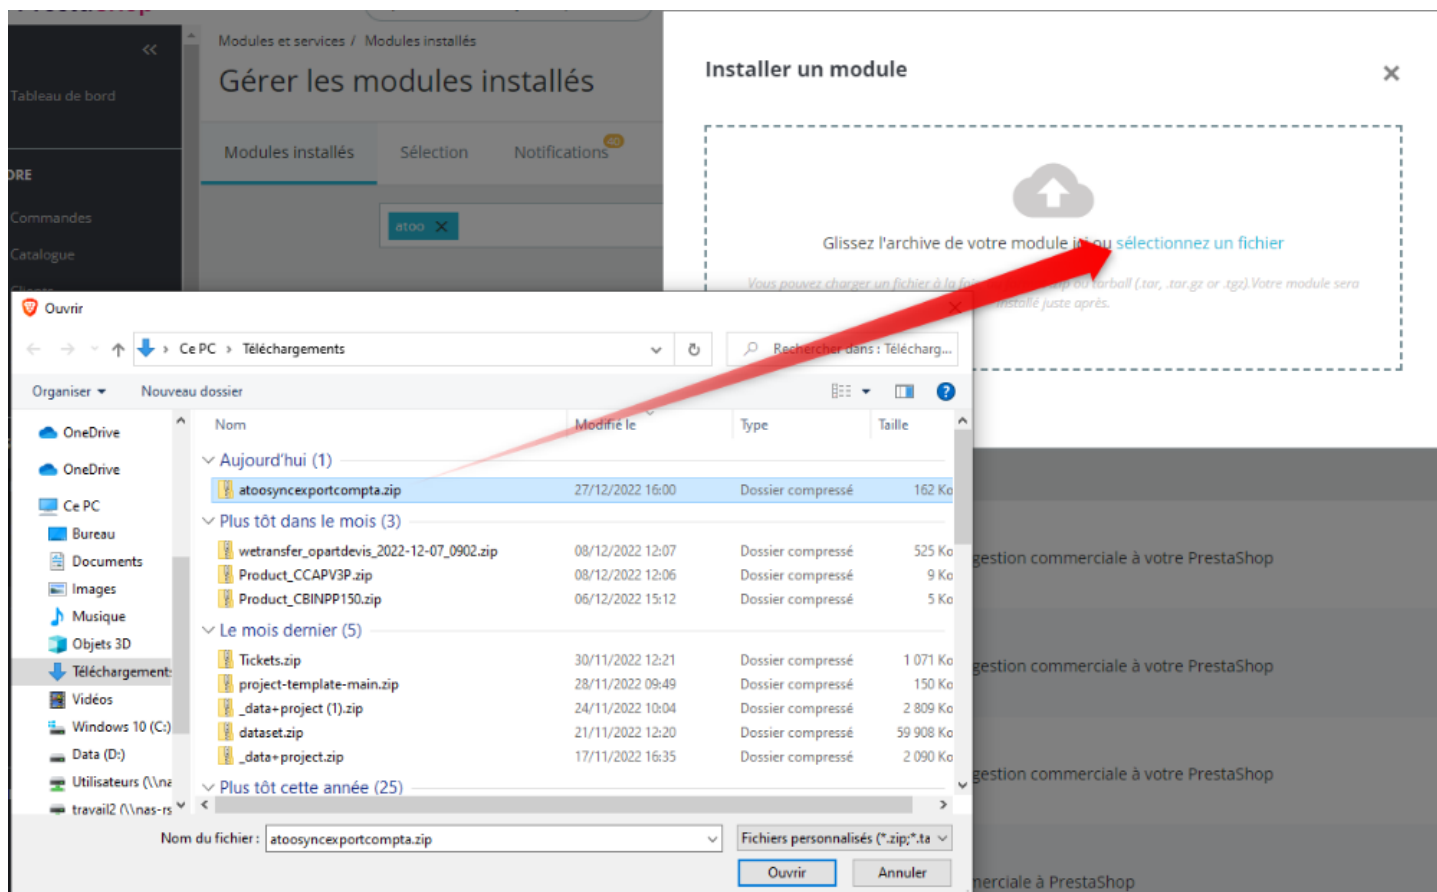 Modules et services / Modules installés
Gérer les modules installés
Tableau de bord
Modules installés
Sélection
Notifications
40
Commandes
Catalogue
Clients
atoo
Installer un module
Glissez l'archive de votre module ici ou sélectionnez un fichier
Vous pouvez charger un fichier à la fois
tarball (.tar, .tar.gz or .tgz).Votre module sera
installé juste après.
Ouvrir
Ce PC > Téléchargements
Rechercher dans : Télécharg...
Organiser
Nouveau dossier
OneDrive
OneDrive
Ce PC
Bureau
Documents
Images
Musique
Objets 3D
Téléchargement
Vidéos
Windows 10 (C:)
Data (D:)
Utilisateurs (\\na
travail2 (\\nas-rs
Nom Modifié le Type Taille
Aujourd'hui (1)
atoosyncexportcompta.zip 27/12/2022 16:00 Dossier compressé 162 Ko
Plus tôt dans le mois (3)
wetransfer_opartdevis_2022-12-07_0902.zip 08/12/2022 12:07 Dossier compressé 525 Ko
Product_CCAPV3P.zip 08/12/2022 12:06 Dossier compressé 9 Ko
Product_CBINPP150.zip 06/12/2022 15:12 Dossier compressé 5 Ko
Le mois dernier (5)
Tickets.zip 30/11/2022 12:21 Dossier compressé 1 071 Ko
project-template-main.zip 28/11/2022 09:49 Dossier compressé 150 Ko
_data+project (1).zip 24/11/2022 10:04 Dossier compressé 2 809 Ko
dataset.zip 21/11/2022 12:20 Dossier compressé 59 908 Ko
_data+project.zip 17/11/2022 16:35 Dossier compressé 2 090 Ko
Plus tôt cette année (25)
Nom du fichier : atoosyncexportcompta.zip
Fichiers personnalisés (*.zip;*.ta
Ouvrir
Annuler
gestion commerciale à votre PrestaShop
gestion commerciale à votre PrestaShop
gestion commerciale à votre PrestaShop
merciale à PrestaShop